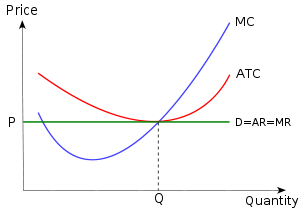 Price
MC
ATC
P
D=AR=MR
Q
Quantity